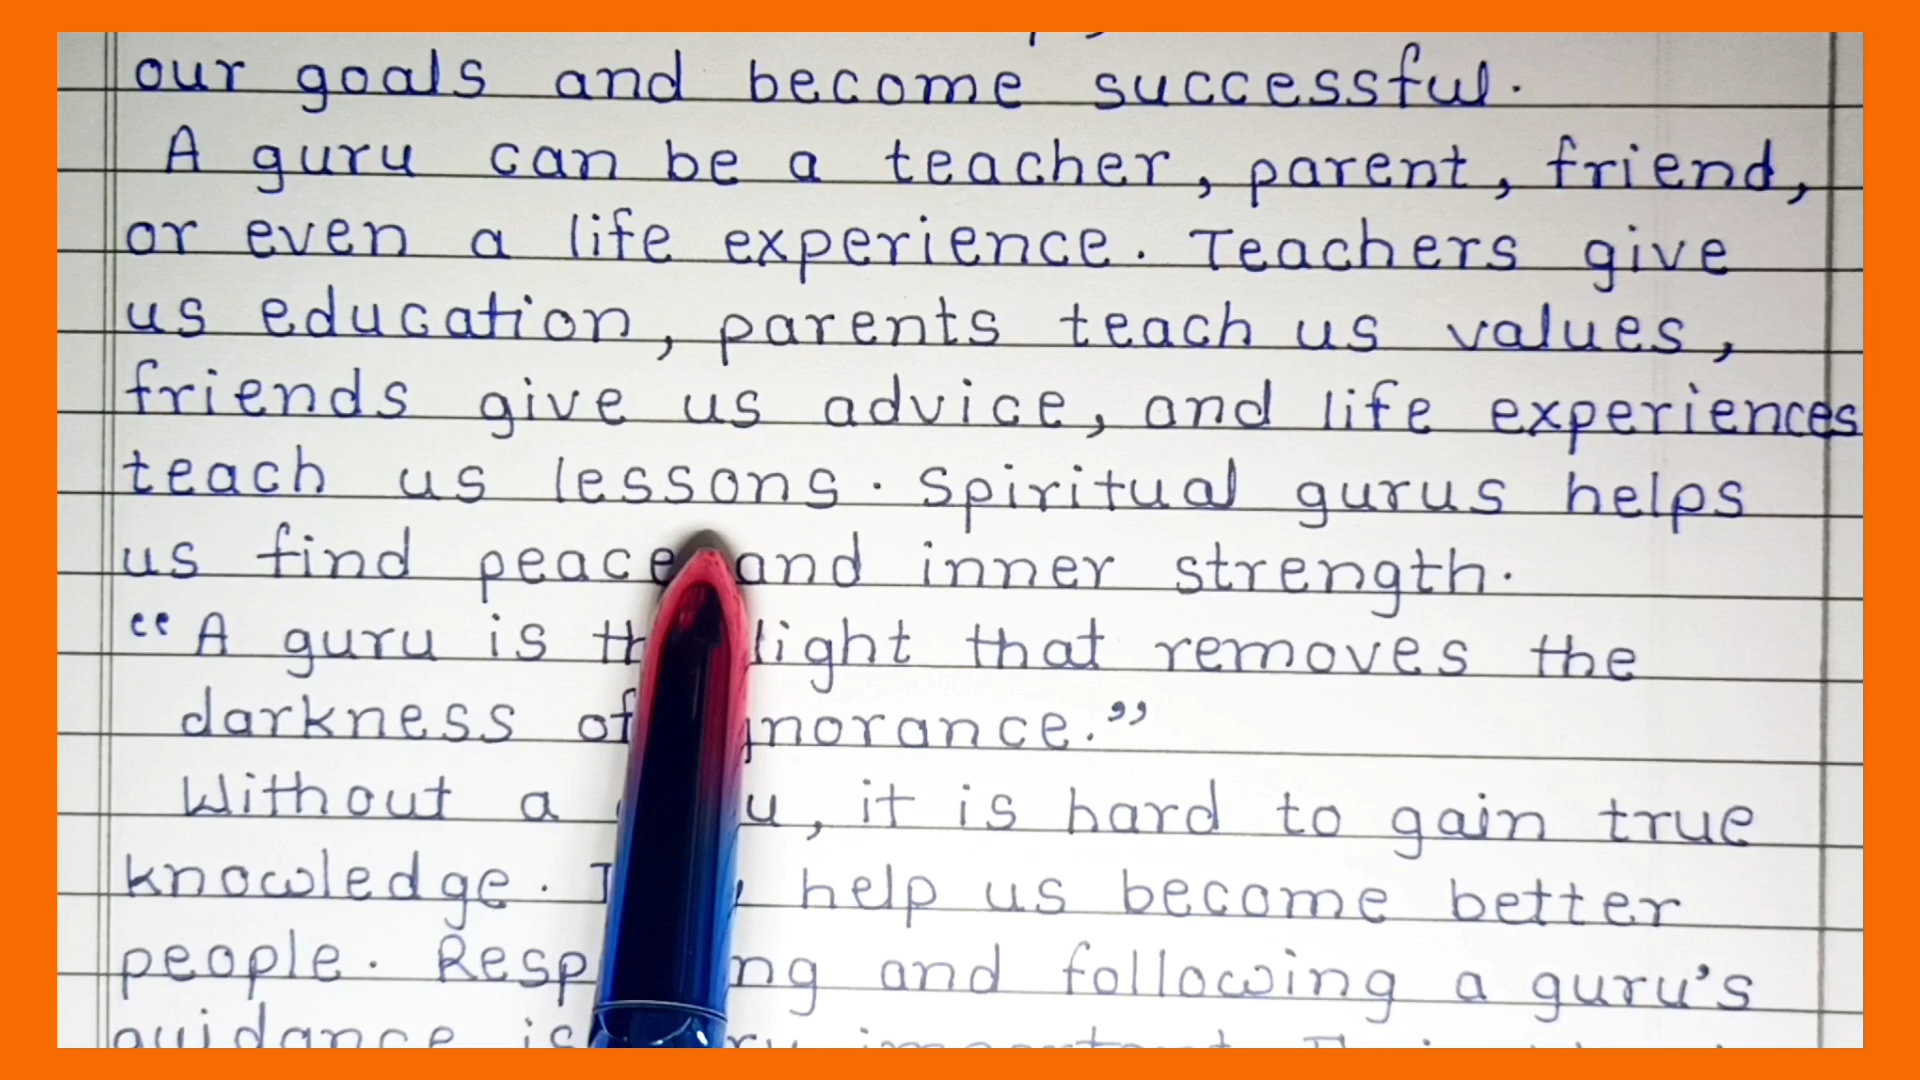 our goals and become successful.
A guru can be a teacher, parent, friend,
or even a life experience. Teachers give
us education, parents teach us values,
friends give us advice, and life experiences
teach us lessons. Spiritual gurus helps
us find peace and inner strength.
“A guru is light that removes the
darkness of
Without a it is hard to gain true
knowledge. help us become better
people. and following a guru's
guidance is